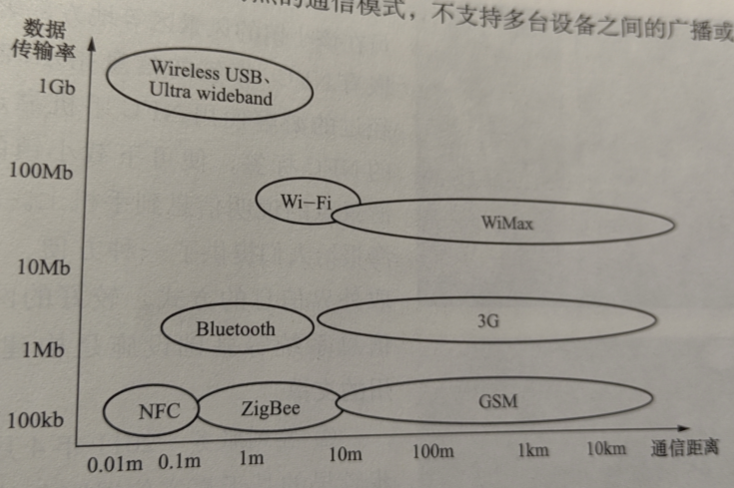 的通信模式，不支持多台设备之间的广播或
数据
传输率
1Gb
Wireless USB、
Ultra wideband
100Mb
Wi-Fi
WiMax
10Mb
Bluetooth
3G
1Mb
NFC
ZigBee
GSM
100kb
0.01m 0.1m 1m 10m 100m 1km 10km 通信距离